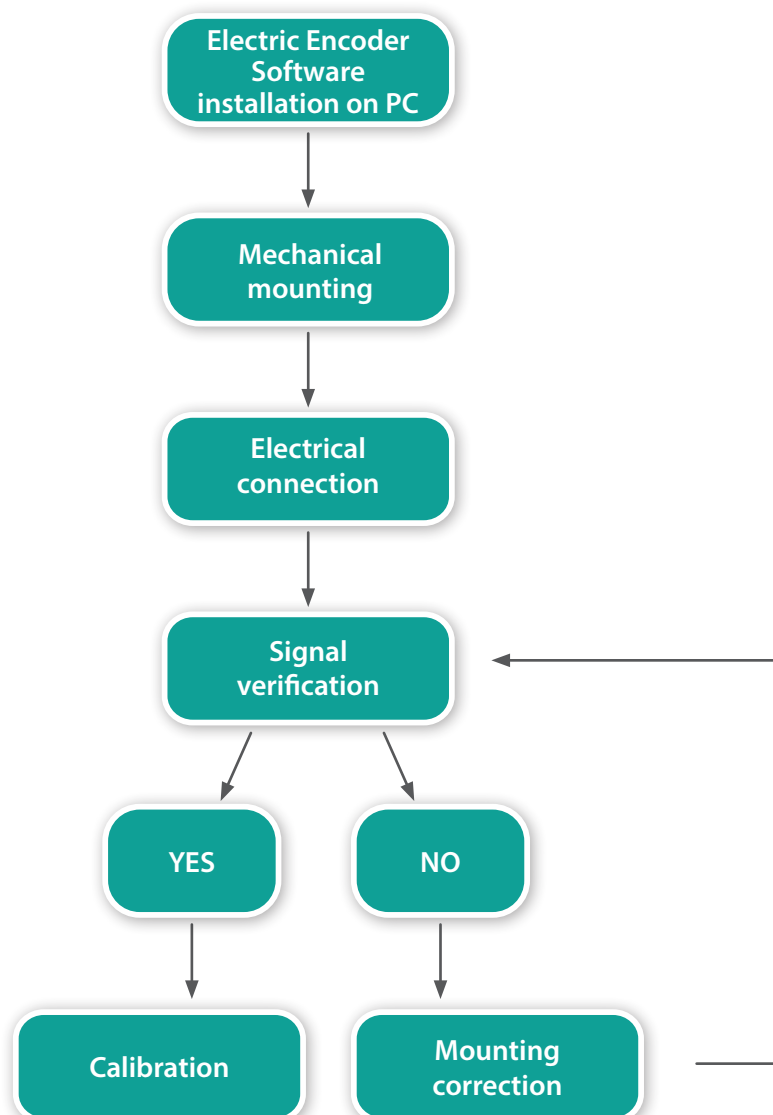 Electric Encoder
Software
installation on PC
Mechanical
mounting
Electrical
connection
Signal
verification
YES
NO
Calibration
Mounting
correction